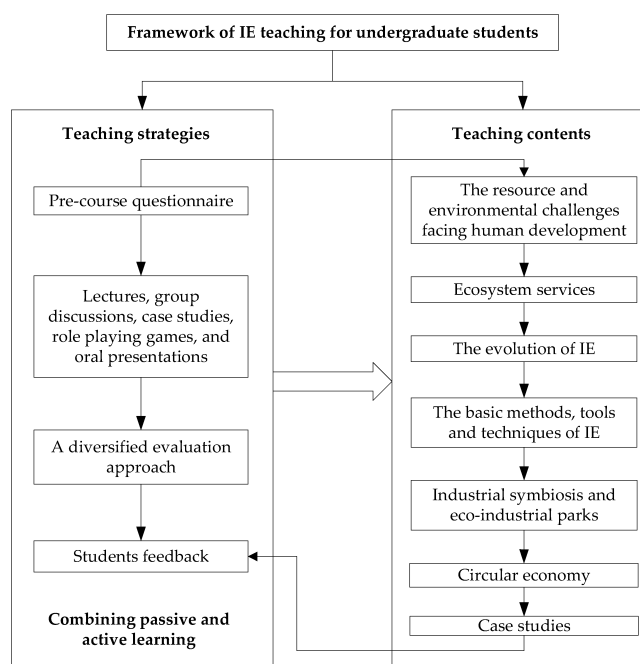 Framework of IE teaching for undergraduate students
Teaching strategies
Pre-course questionnaire
Lectures, group
discussions, case studies,
role playing games, and
oral presentations
A diversified evaluation
approach
Students feedback
Combining passive and
active learning
Teaching contents
The resource and
environmental challenges
facing human development
Ecosystem services
The evolution of IE
The basic methods, tools
and techniques of IE
Industrial symbiosis and
eco-industrial parks
Circular economy
Case studies